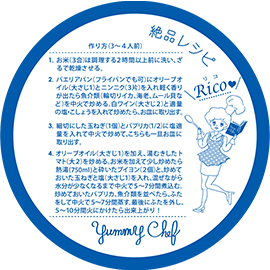 絶品レシピ
リコ
Rico
作り方(3〜4人前)
1. お米(3合)は調理する2時間以上前に洗い、ざ
るで乾燥させる。
2. パエリアパン(フライパンでも可)にオリーブオ
イル(大さじ1)とニンニク(3片)を入れ軽く香
りが出たら魚介類(輪切りイカ、海老、ムール貝な
ど)を中火で炒める。白ワイン(大さじ2)と適量
の塩・こしょうを入れて炒めたら、お皿に取り出す。
3. 細切りにした玉ねぎ(1個)とパプリカ(1/2)に塩適
量を入れて中火で炒めて、こちらも一旦お皿に
取り出す。
4. オリーブオイル(大さじ1)を加え、湯むきしたト
マト(大2)を炒める。お米を加えて少し炒めたら
熱湯(750ml)と砕いたブイヨン(2個)と、炒めて
おいた玉ねぎと塩(大さじ1)を入れ、混ぜながら
水分が少なくなるまで中火で5〜7分間煮込む。
炒めておいたパプリカ、魚介類を並べたら、ふた
をして中火で5〜7分蒸す。最後にふたを外し、
5〜10分間火にかけたら出来上がり!
Yummy Chef